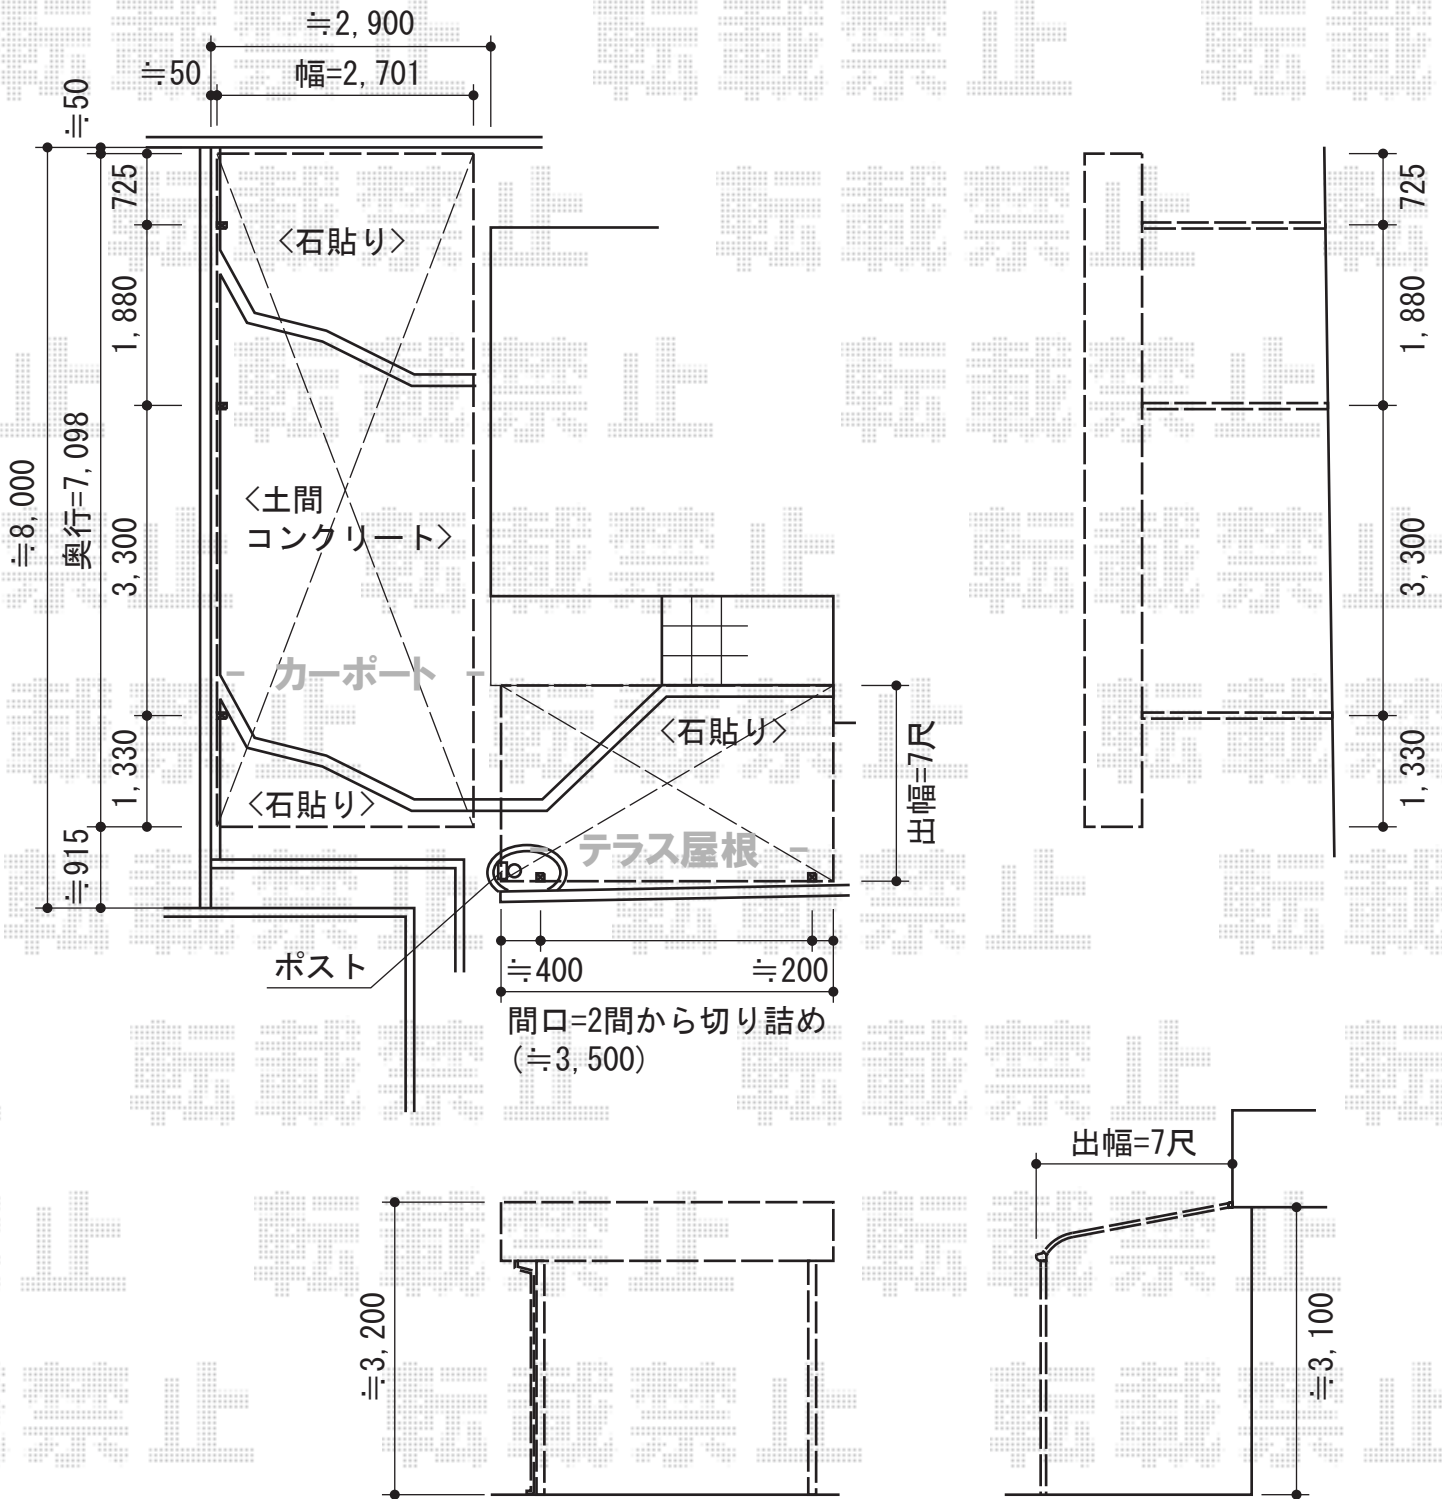 ≒2,900
≒50
幅=2,701
≒50
725
1,880
3,300
1,330
奥行=7,098
≒8,000
≒915
〈石貼り〉
〈土間
コンクリート〉
- カーポート -
〈石貼り〉
〈石貼り〉
- テラス屋根 -
出幅=7尺
ポスト
≒400
≒200
間口=2間から切り詰め
(≒3,500)
725
1,880
3,300
1,330
≒3,200
出幅=7尺
≒3,100
転載禁止